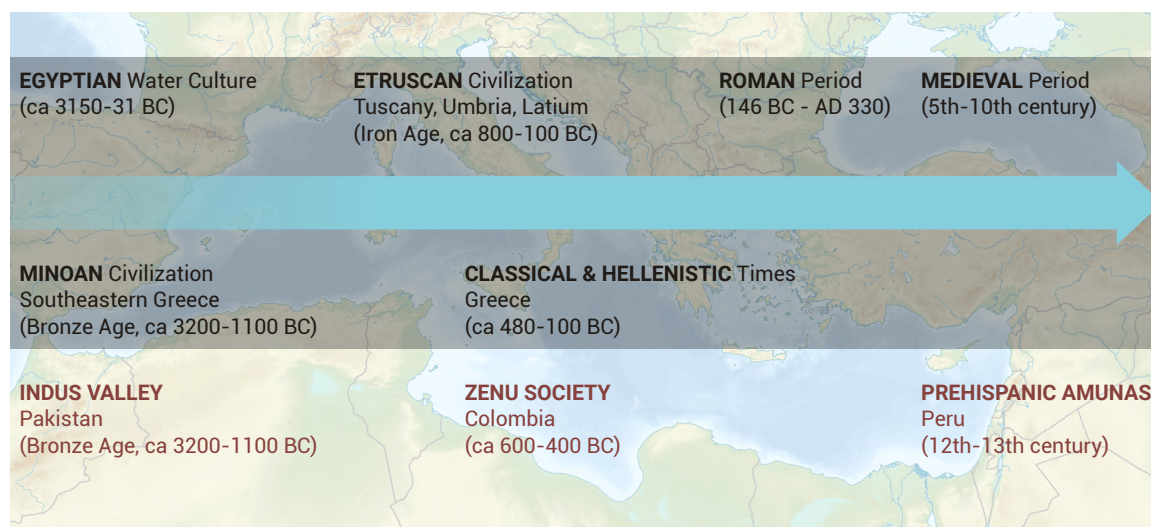 EGYPTIAN Water Culture
(ca 3150-31 BC)
ETRUSCAN Civilization
Tuscany, Umbria, Latium
(Iron Age, ca 800-100 BC)
ROMAN Period
(146 BC - AD 330)
MEDIEVAL Period
(5th-10th century)
MINOAN Civilization
Southeastern Greece
(Bronze Age, ca 3200-1100 BC)
CLASSICAL & HELLENISTIC Times
Greece
(ca 480-100 BC)
INDUS VALLEY
Pakistan
(Bronze Age, ca 3200-1100 BC)
ZENU SOCIETY
Colombia
(ca 600-400 BC)
PREHISPANIC AMUNAS
Peru
(12th-13th century)